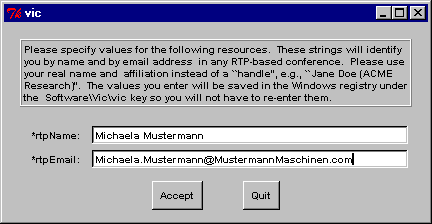 vic
Please specify values for the following resources.  These strings will identify
you by name and by email address  in any RTP-based conference.  Please use
your real name and  affiliation instead of a ``handle'', e.g., ``Jane Doe (ACME
Research)''.  The values you enter will be saved in the Windows registry under
the  Software\Vic\vic key so you will not have to re-enter them.
*rtpName: Michaela Mustermann
*rtpEmail: Michaela.Mustermann@MustermannMaschinen.com
Accept Quit